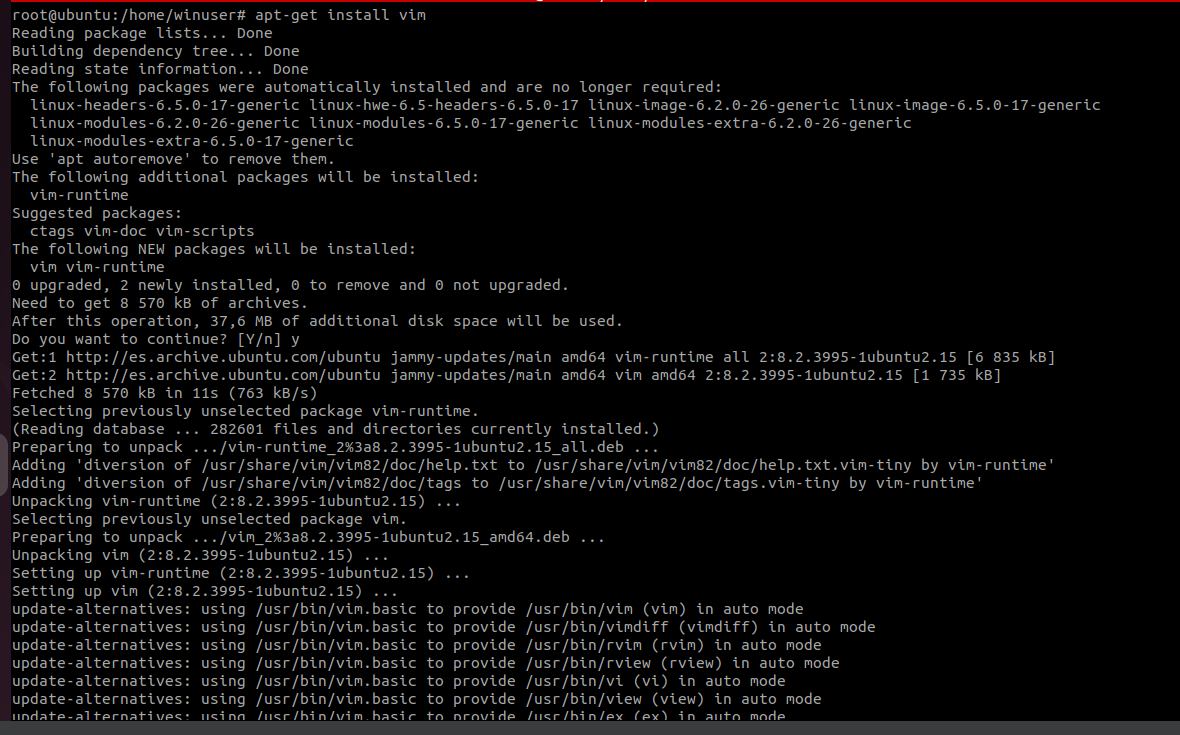 root@ubuntu:/home/winuser# apt-get install vim
Reading package lists... Done
Building dependency tree... Done
Reading state information... Done
The following packages were automatically installed and are no longer required:
  linux-headers-6.5.0-17-generic linux-hwe-6.5-headers-6.5.0-17 linux-image-6.2.0-26-generic linux-image-6.5.0-17-generic
  linux-modules-6.2.0-26-generic linux-modules-6.5.0-17-generic linux-modules-extra-6.2.0-26-generic
  linux-modules-extra-6.5.0-17-generic
Use 'apt autoremove' to remove them.
The following additional packages will be installed:
  vim-runtime
Suggested packages:
  ctags vim-doc vim-scripts
The following NEW packages will be installed:
  vim vim-runtime
0 upgraded, 2 newly installed, 0 to remove and 0 not upgraded.
Need to get 8 570 kB of archives.
After this operation, 37,6 MB of additional disk space will be used.
Do you want to continue? [Y/n] y
Get:1 http://es.archive.ubuntu.com/ubuntu jammy-updates/main amd64 vim-runtime all 2:8.2.3995-1ubuntu2.15 [6 835 kB]
Get:2 http://es.archive.ubuntu.com/ubuntu jammy-updates/main amd64 vim amd64 2:8.2.3995-1ubuntu2.15 [1 735 kB]
Fetched 8 570 kB in 11s (763 kB/s)
Selecting previously unselected package vim-runtime.
(Reading database ... 282601 files and directories currently installed.)
Preparing to unpack .../vim-runtime_2%3a8.2.3995-1ubuntu2.15_all.deb ...
Adding 'diversion of /usr/share/vim/vim82/doc/help.txt to /usr/share/vim/vim82/doc/help.txt.vim-tiny by vim-runtime'
Adding 'diversion of /usr/share/vim/vim82/doc/tags to /usr/share/vim/vim82/doc/tags.vim-tiny by vim-runtime'
Unpacking vim-runtime (2:8.2.3995-1ubuntu2.15) ...
Selecting previously unselected package vim.
Preparing to unpack .../vim_2%3a8.2.3995-1ubuntu2.15_amd64.deb ...
Unpacking vim (2:8.2.3995-1ubuntu2.15) ...
Setting up vim-runtime (2:8.2.3995-1ubuntu2.15) ...
Setting up vim (2:8.2.3995-1ubuntu2.15) ...
update-alternatives: using /usr/bin/vim.basic to provide /usr/bin/vim (vim) in auto mode
update-alternatives: using /usr/bin/vim.basic to provide /usr/bin/vimdiff (vimdiff) in auto mode
update-alternatives: using /usr/bin/vim.basic to provide /usr/bin/rvim (rvim) in auto mode
update-alternatives: using /usr/bin/vim.basic to provide /usr/bin/rview (rview) in auto mode
update-alternatives: using /usr/bin/vim.basic to provide /usr/bin/vi (vi) in auto mode
update-alternatives: using /usr/bin/vim.basic to provide /usr/bin/view (view) in auto mode
update-alternatives: using /usr/bin/vim.basic to provide /usr/bin/ex (ex) in auto mode